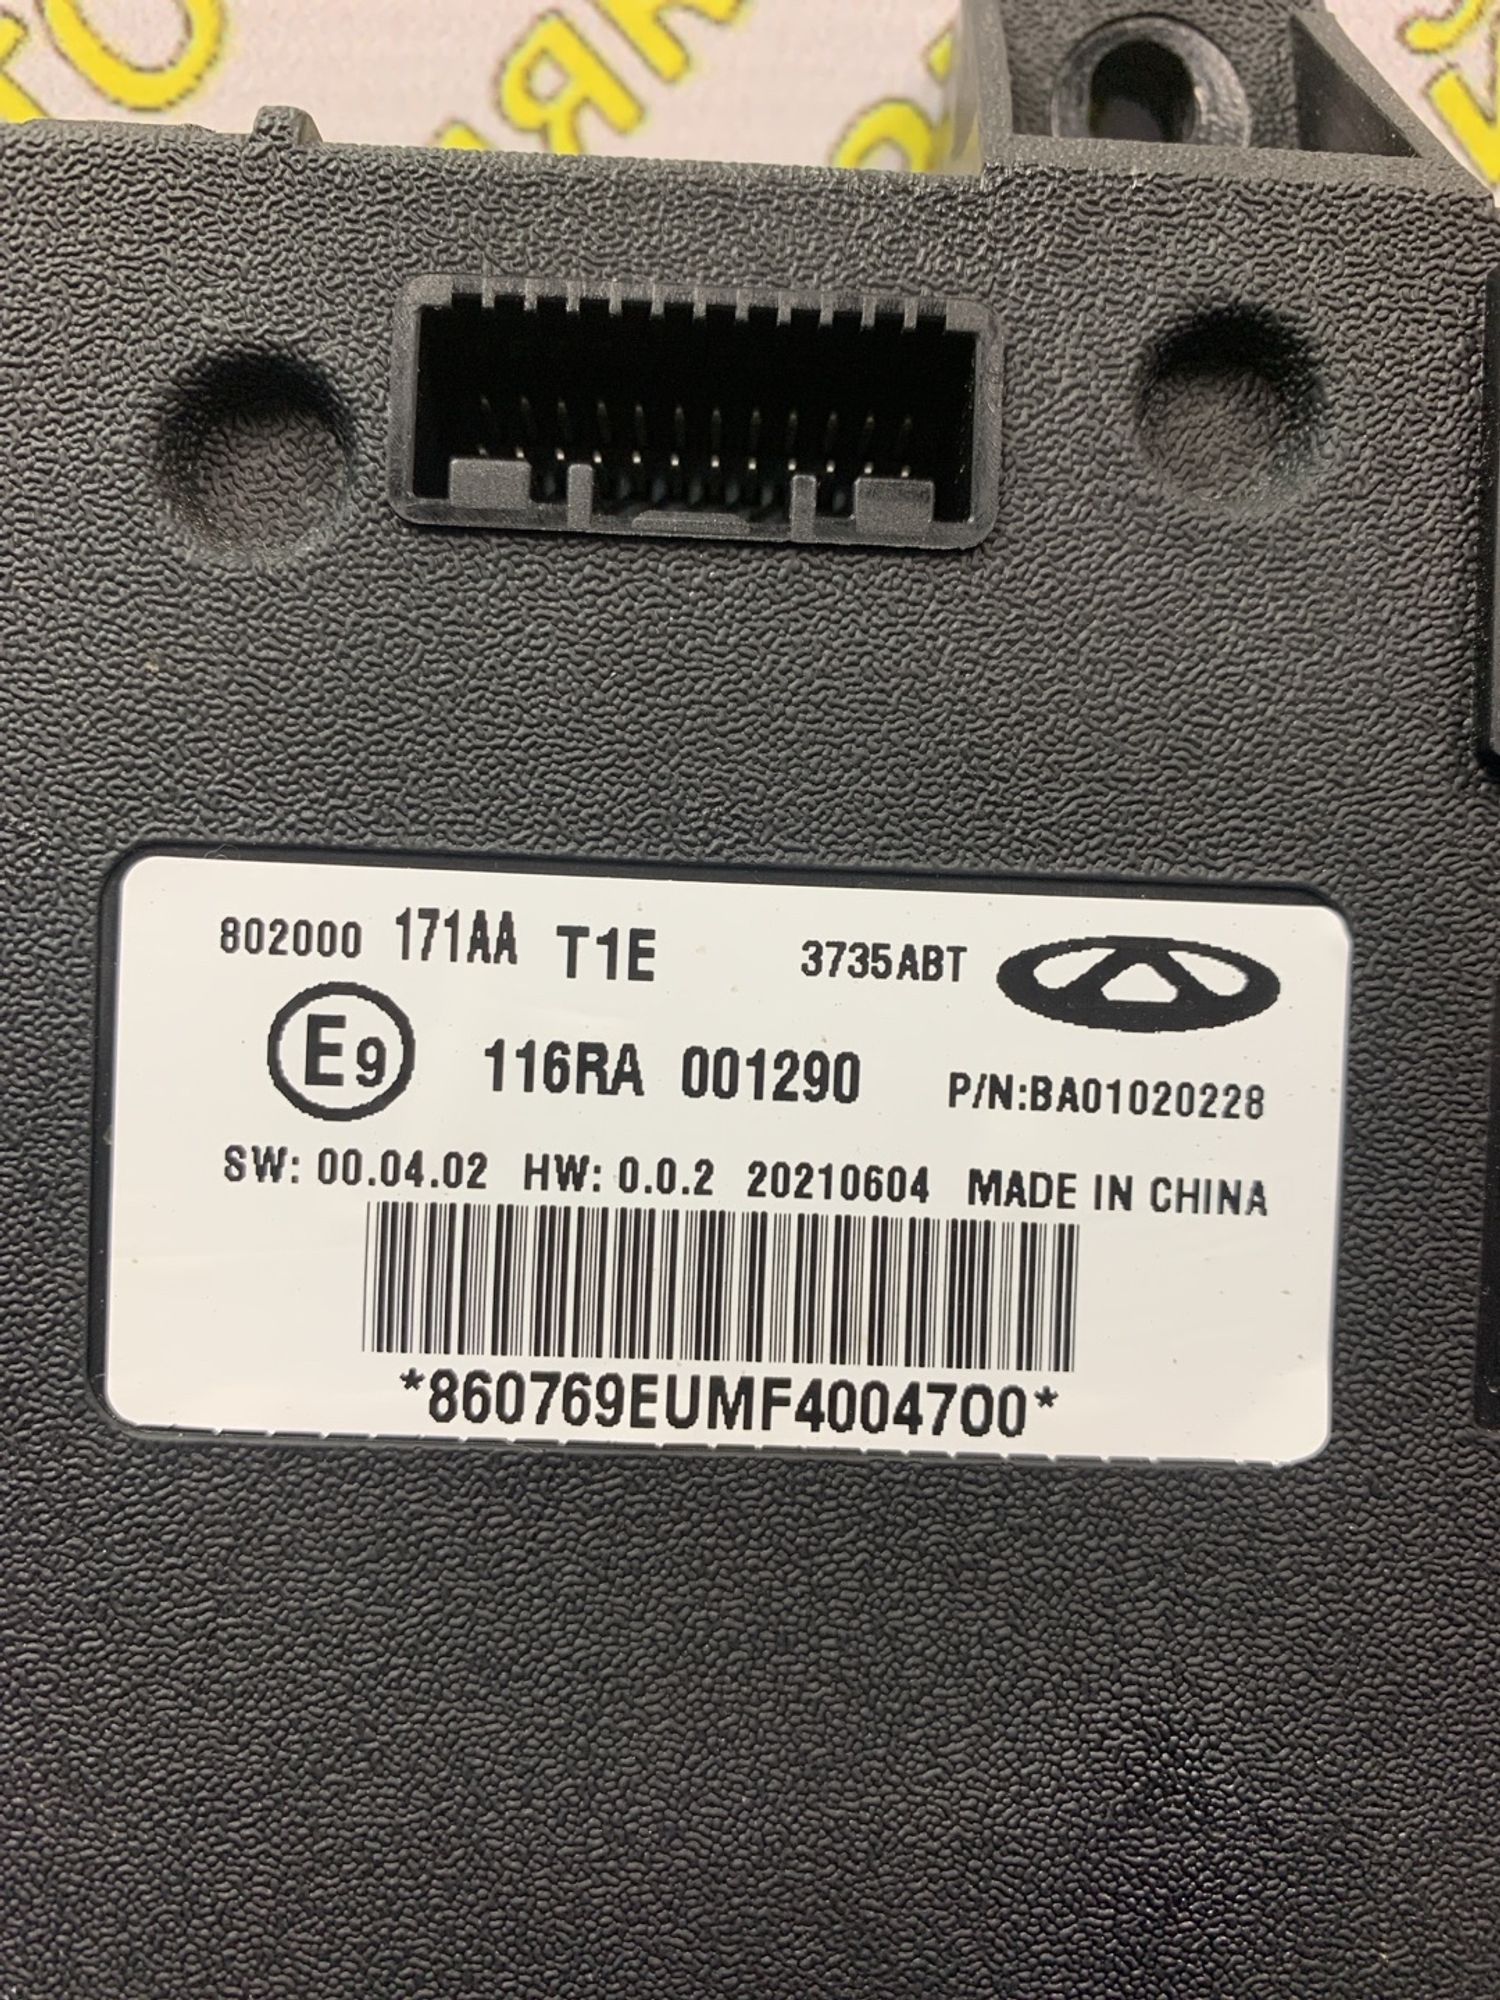 802000 171AA T1E 3735ABT
E9 116RA 001290 P/N:BA01020228
SW: 00.04.02 HW: 0.0.2 20210604 MADE IN CHINA
*860769EUMF4004700*